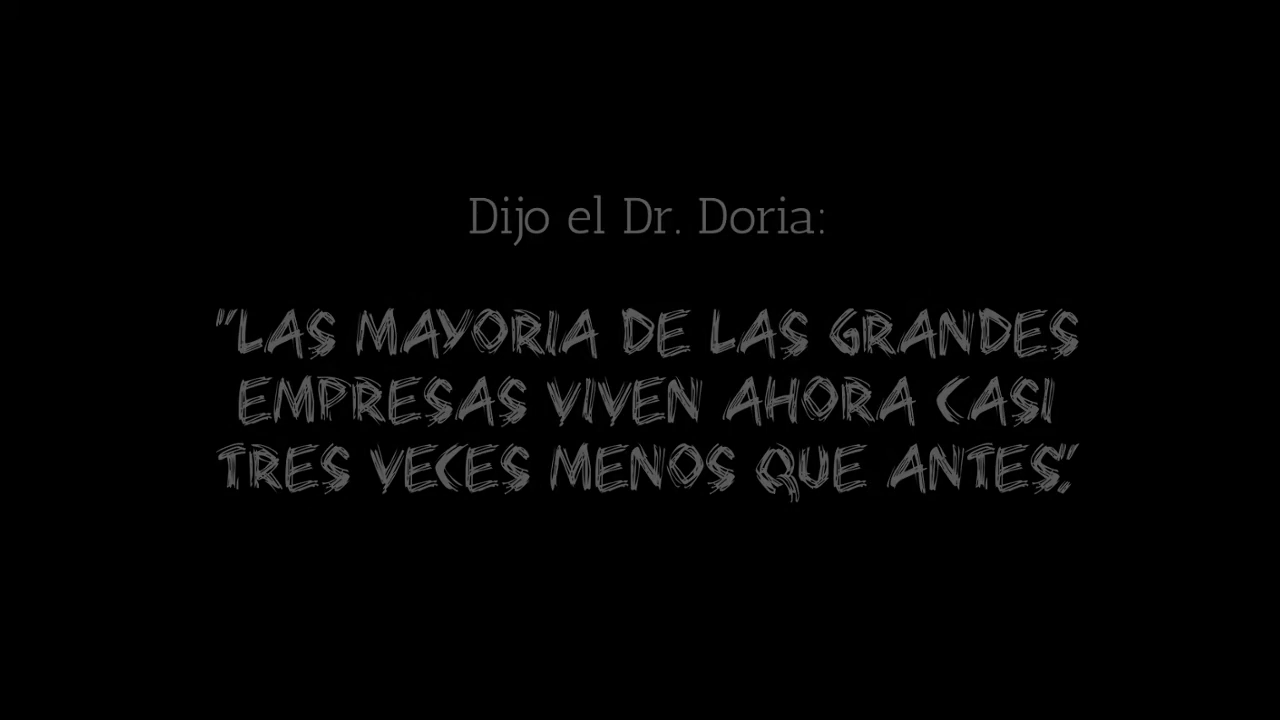 Dijo el Dr. Doria:
"LAS MAYORIA DE LAS GRANDES
EMPRESAS VIVEN AHORA CASI
TRES VECES MENOS QUE ANTES".